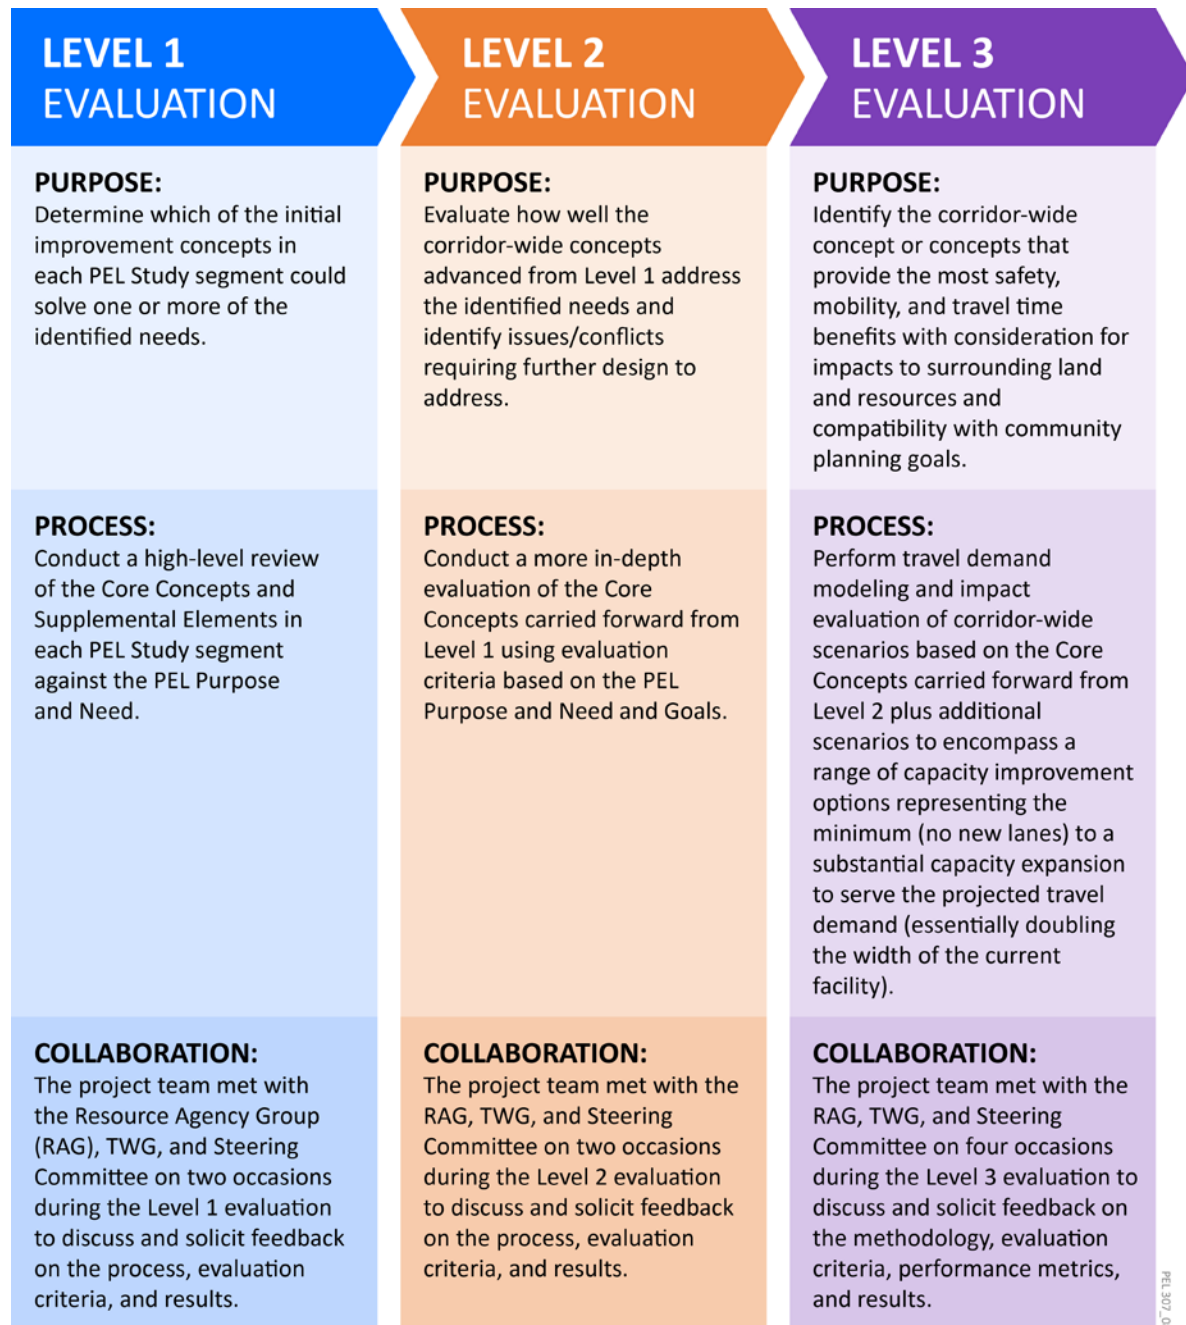 LEVEL 1
EVALUATION
PURPOSE:
Determine which of the initial
improvement concepts in
each PEL Study segment could
solve one or more of the
identified needs.
PROCESS:
Conduct a high-level review
of the Core Concepts and
Supplemental Elements in
each PEL Study segment
against the PEL Purpose
and Need.
COLLABORATION:
The project team met with
the Resource Agency Group
(RAG), TWG, and Steering
Committee on two occasions
during the Level 1 evaluation
to discuss and solicit feedback
on the process, evaluation
criteria, and results.
LEVEL 2
EVALUATION
PURPOSE:
Evaluate how well the
corridor-wide concepts
advanced from Level 1 address
the identified needs and
identify issues/conflicts
requiring further design to
address.
PROCESS:
Conduct a more in-depth
evaluation of the Core
Concepts carried forward from
Level 1 using evaluation
criteria based on the PEL
Purpose and Need and Goals.
COLLABORATION:
The project team met with the
RAG, TWG, and Steering
Committee on two occasions
during the Level 2 evaluation
to discuss and solicit feedback
on the process, evaluation
criteria, and results.
LEVEL 3
EVALUATION
PURPOSE:
Identify the corridor-wide
concept or concepts that
provide the most safety,
mobility, and travel time
benefits with consideration for
impacts to surrounding land
and resources and
compatibility with community
planning goals.
PROCESS:
Perform travel demand
modeling and impact
evaluation of corridor-wide
scenarios based on the Core
Concepts carried forward from
Level 2 plus additional
scenarios to encompass a
range of capacity improvement
options representing the
minimum (no new lanes) to a
substantial capacity expansion
to serve the projected travel
demand (essentially doubling
the width of the current
facility).
COLLABORATION:
The project team met with the
RAG, TWG, and Steering
Committee on four occasions
during the Level 3 evaluation to
discuss and solicit feedback on
the methodology, evaluation
criteria, performance metrics,
and results.
PEL 307_0